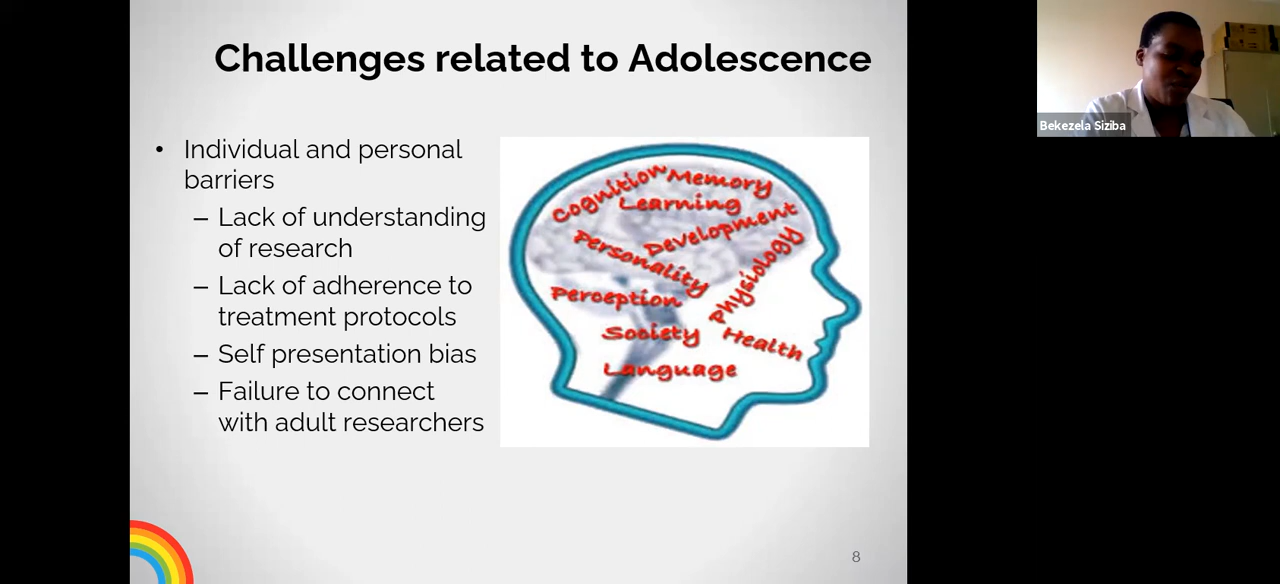 Challenges related to Adolescence
• Individual and personal
barriers
– Lack of understanding
of research
– Lack of adherence to
treatment protocols
– Self presentation bias
– Failure to connect
with adult researchers
Cognition
Memory
Learning
Development
Personality
Physiology
Perception
Society
Health
Language
8
Bekezela Siziba